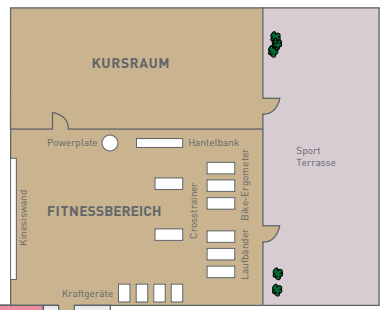 KURSRAUM
Powerplate
Hantelbank
Sport
Terrasse
Kinesiswand
FITNESSBEREICH
Crosstrainer
Bike-Ergometer
Laufbänder
Kraftgeräte